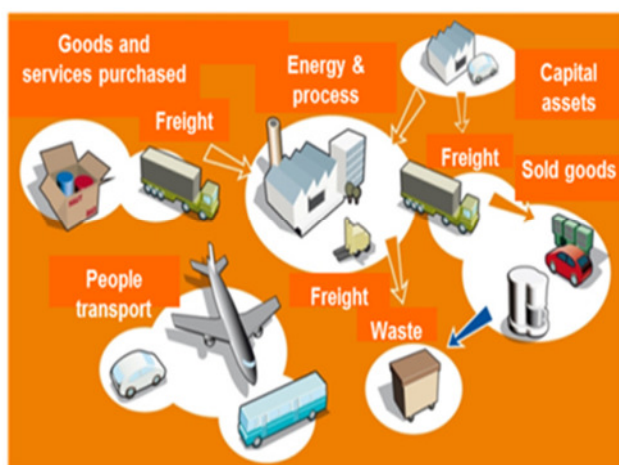 Goods and
services purchased
Freight
Energy &
process
Capital
assets
Freight
Sold goods
People
transport
Freight
Waste